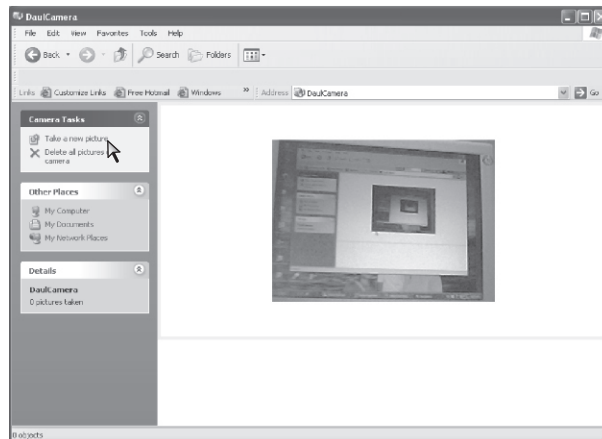 DaulCamera
File Edit View Favorites Tools Help
Back Search Folders
Links Customize Links Free Hotmail Windows » Address DaulCamera Go
Camera Tasks
Take a new picture
Delete all pictures
camera
Other Places
My Computer
My Documents
My Network Places
Details
DaulCamera
0 pictures taken
0 objects